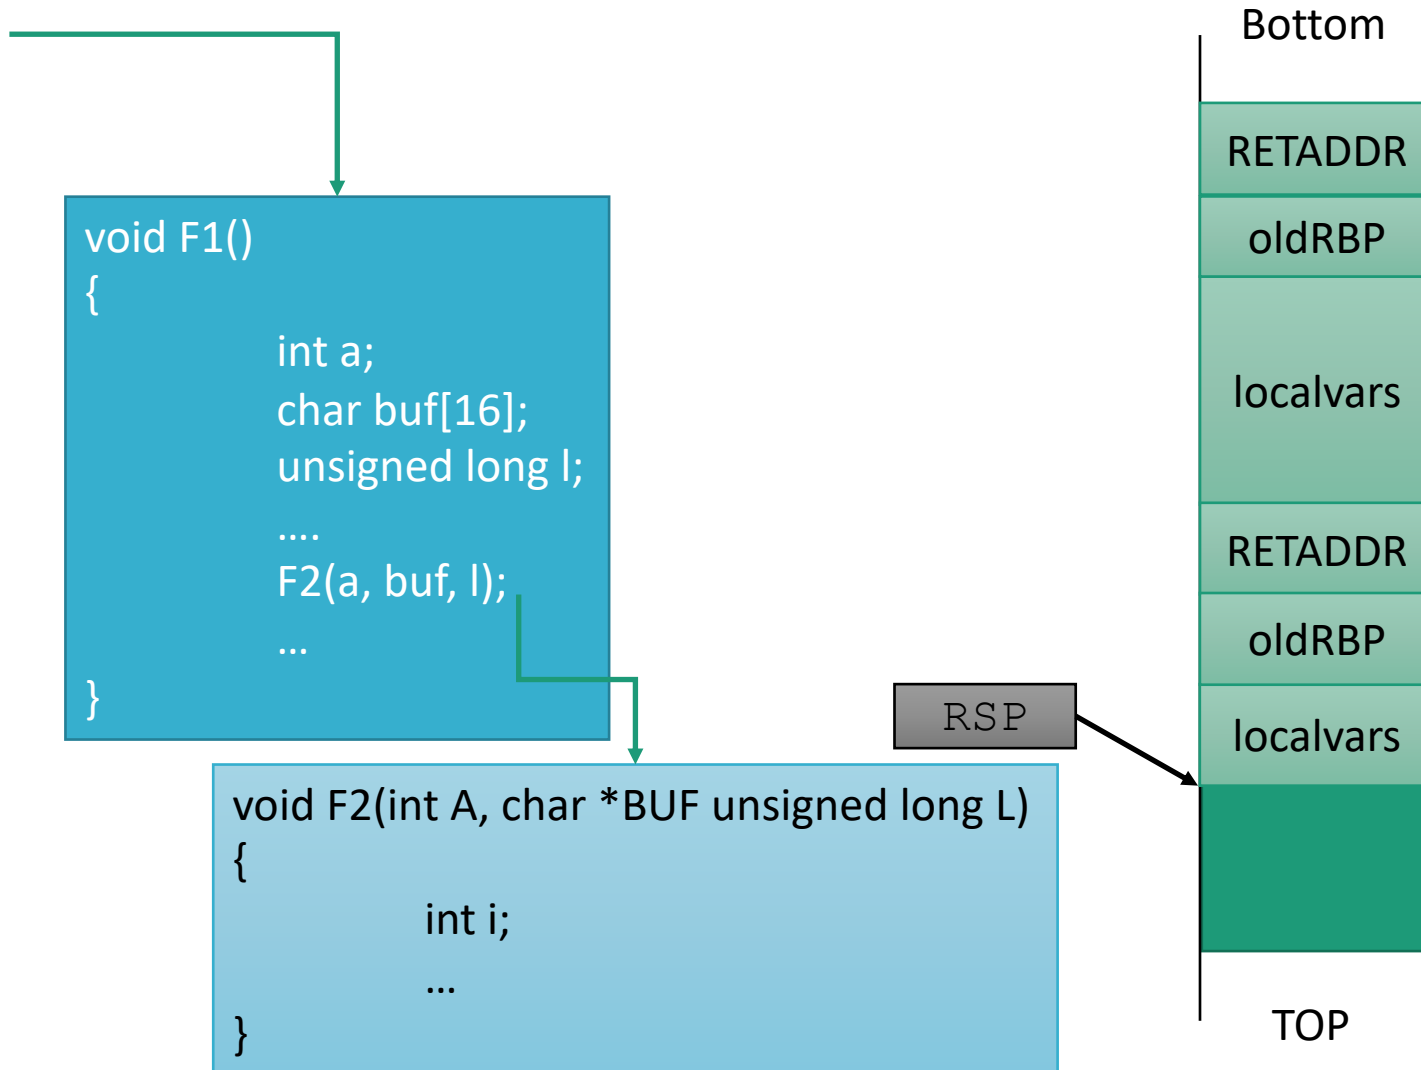 void F1()
{
int a;
char buf[16];
unsigned long l;
....
F2(a, buf, l);
...
}
void F2(int A, char *BUF unsigned long L)
{
int i;
...
}
RSP
Bottom
RETADDR
oldRBP
localvars
RETADDR
oldRBP
localvars
TOP